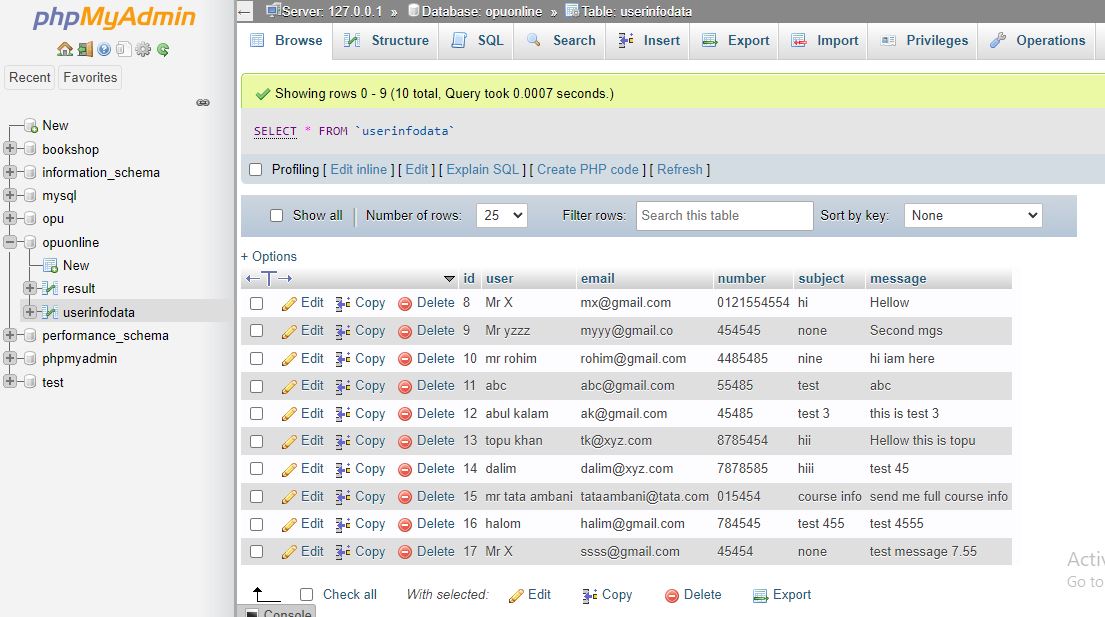 phpMyAdmin
Recent Favorites
New
bookshop
information_schema
mysql
opu
opuonline
New
result
userinfodata
performance_schema
phpmyadmin
test
Server: 127.0.0.1 » Database: opuonline » Table: userinfodata
Browse Structure SQL Search Insert Export Import Privileges Operations
Showing rows 0 - 9 (10 total, Query took 0.0007 seconds.)
SELECT * FROM `userinfodata`
Profiling [ Edit inline ] [ Edit ] [ Explain SQL ] [ Create PHP code ] [ Refresh ]
Show all Number of rows: 25 Filter rows: Search this table Sort by key: None
+ Options
id user email number subject message
Edit Copy Delete 8 Mr X mx@gmail.com 0121554554 hi Hellow
Edit Copy Delete 9 Mr yzzz myyy@gmail.co 454545 none Second mgs
Edit Copy Delete 10 mr rohim rohim@gmail.com 4485485 nine hi iam here
Edit Copy Delete 11 abc abc@gmail.com 55485 test abc
Edit Copy Delete 12 abul kalam ak@gmail.com 45485 test 3 this is test 3
Edit Copy Delete 13 topu khan tk@xyz.com 8785454 hii Hellow this is topu
Edit Copy Delete 14 dalim dalim@xyz.com 7878585 hiii test 45
Edit Copy Delete 15 mr tata ambani tataambani@tata.com 015454 course info send me full course info
Edit Copy Delete 16 halom halim@gmail.com 784545 test 455 test 4555
Edit Copy Delete 17 Mr X ssss@gmail.com 45454 none test message 7.55
Check all With selected: Edit Copy Delete Export
Console
Activ
Go to